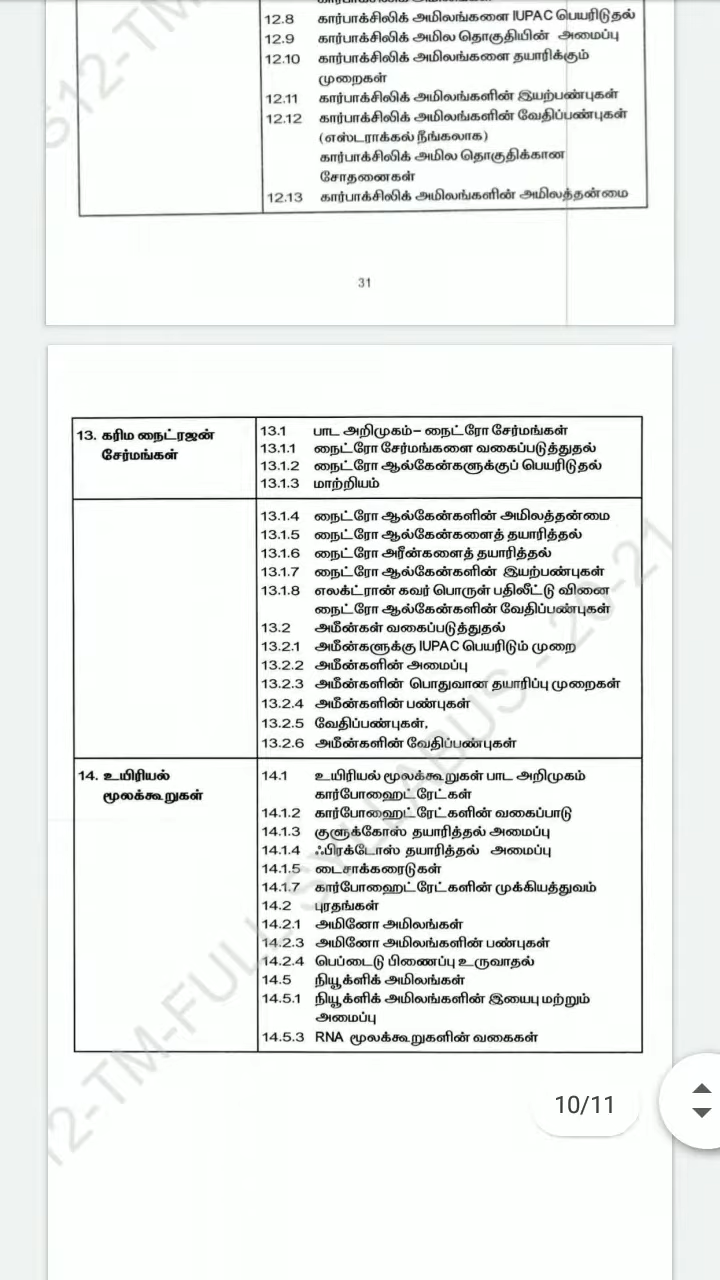 12.8 கார்பாக்சிலிக் அமிலங்களை IUPAC பெயரிடுதல்
12.9 கார்பாக்சிலிக் அமில தொகுதியின் அமைப்பு
12.10 கார்பாக்சிலிக் அமிலங்களை தயாரிக்கும்
முறைகள்
12.11 கார்பாக்சிலிக் அமிலங்களின் இயற்பண்புகள்
12.12 கார்பாக்சிலிக் அமிலங்களின் வேதிப்பண்புகள்
(எஸ்டராக்கல் நீங்கலாக)
கார்பாக்சிலிக் அமில தொகுதிக்கான
சோதனைகள்
12.13 கார்பாக்சிலிக் அமிலங்களின் அமிலத்தன்மை
31
13. கரிம நைட்ரஜன்
சேர்மங்கள்
13.1 பாட அறிமுகம்– நைட்ரோ சேர்மங்கள்
13.1.1 நைட்ரோ சேர்மங்களை வகைப்படுத்துதல்
13.1.2 நைட்ரோ ஆல்கேன்களுக்குப் பெயரிடுதல்
13.1.3 மாற்றியம்
13.1.4 நைட்ரோ ஆல்கேன்களின் அமிலத்தன்மை
13.1.5 நைட்ரோ ஆல்கேன்களைத் தயாரித்தல்
13.1.6 நைட்ரோ அரீன்களைத் தயாரித்தல்
13.1.7 நைட்ரோ ஆல்கேன்களின் இயற்பண்புகள்
13.1.8 எலக்ட்ரான் கவர் பொருள் பதிலீட்டு வினை
நைட்ரோ ஆல்கேன்களின் வேதிப்பண்புகள்
13.2 அமீன்கள் வகைப்படுத்துதல்
13.2.1 அமீன்களுக்கு IUPAC பெயரிடும் முறை
13.2.2 அமீன்களின் அமைப்பு
13.2.3 அமீன்களின் பொதுவான தயாரிப்பு முறைகள்
13.2.4 அமீன்களின் பண்புகள்
13.2.5 வேதிப்பண்புகள்,
13.2.6 அமீன்களின் வேதிப்பண்புகள்
14. உயிரியல்
மூலக்கூறுகள்
14.1 உயிரியல் மூலக்கூறுகள் பாட அறிமுகம்
கார்போஹைட்ரேட்கள்
14.1.2 கார்போஹைட்ரேட்களின் வகைப்பாடு
14.1.3 குளுக்கோஸ் தயாரித்தல் அமைப்பு
14.1.4 ஃபிரக்டோஸ் தயாரித்தல் அமைப்பு
14.1.5 டைசாக்கரைடுகள்
14.1.7 கார்போஹைட்ரேட்களின் முக்கியத்துவம்
14.2 புரதங்கள்
14.2.1 அமினோ அமிலங்கள்
14.2.3 அமினோ அமிலங்களின் பண்புகள்
14.2.4 பெப்டைடு பிணைப்பு உருவாதல்
14.5 நியூக்ளிக் அமிலங்கள்
14.5.1 நியூக்ளிக் அமிலங்களின் இயைபு மற்றும்
அமைப்பு
14.5.3 RNA மூலக்கூறுகளின் வகைகள்
12-TM-FULL SYLLABUS - 20-21
10/11